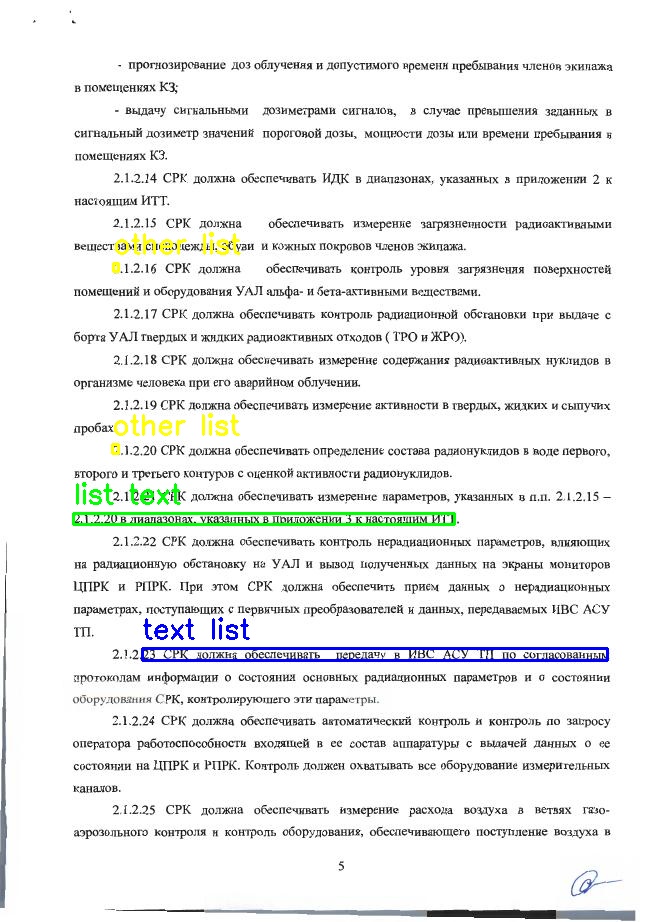 - прогнозирование доз облучения и допустимого времени пребывания членов экипажа
в помещениях КЗ;
- выдачу сигнальными дозиметрами сигналов, в случае превышения заданных в
сигнальный дозиметр значений пороговой дозы, мощности дозы или времени пребывания в
помещениях КЗ.
2.1.2.14 СРК должна обеспечивать ИДК в диапазонах, указанных в приложении 2 к
настоящим ИТТ.
2.1.2.15 СРК должна обеспечивать измерение загрязненности радиоактивными
веществами спецодежды, обуви и кожных покровов членов экипажа.
other list
.1.2.16 СРК должна обеспечивать контроль уровня загрязнения поверхностей
помещений и оборудования УАЛ альфа- и бета-активными веществами.
2.1.2.17 СРК должна обеспечивать контроль радиационной обстановки при выдаче с
борта УАЛ твердых и жидких радиоактивных отходов ( ТРО и ЖРО).
2.1.2.18 СРК должна обеспечивать измерение содержания радиоактивных нуклидов в
организме человека при его аварийном облучении.
2.1.2.19 СРК должна обеспечивать измерение активности в твердых, жидких и сыпучих
пробах
other list
.1.2.20 СРК должна обеспечивать определение состава радионуклидов в воде первого,
второго и третьего контуров с оценкой активности радионуклидов.
list text
2.1.2.21 СРК должна обеспечивать измерение параметров, указанных в п.п. 2.1.2.15 –
2.1.2.20 в диапазонах, указанных в приложении 3 к настоящим ИТТ.
2.1.2.22 СРК должна обеспечивать контроль нерадиационных параметров, влияющих
на радиационную обстановку на УАЛ и вывод полученных данных на экраны мониторов
ЦПРК и РПРК. При этом СРК должна обеспечить прием данных о нерадиационных
параметрах, поступающих с первичных преобразователей и данных, передаваемых ИВС АСУ
ТП.
text list
2.1.2.23 СРК должна обеспечивать передачу в ИВС АСУ ТП по согласованным
протоколам информации о состоянии основных радиационных параметров и о состоянии
оборудования СРК, контролирующего эти параметры.
2.1.2.24 СРК должна обеспечивать автоматический контроль и контроль по запросу
оператора работоспособности входящей в ее состав аппаратуры с выдачей данных о ее
состоянии на ЦПРК и РПРК. Контроль должен охватывать все оборудование измерительных
каналов.
2.1.2.25 СРК должна обеспечивать измерение расхода воздуха в ветвях газо-
аэрозольного контроля и контроль оборудования, обеспечивающего поступление воздуха в
5